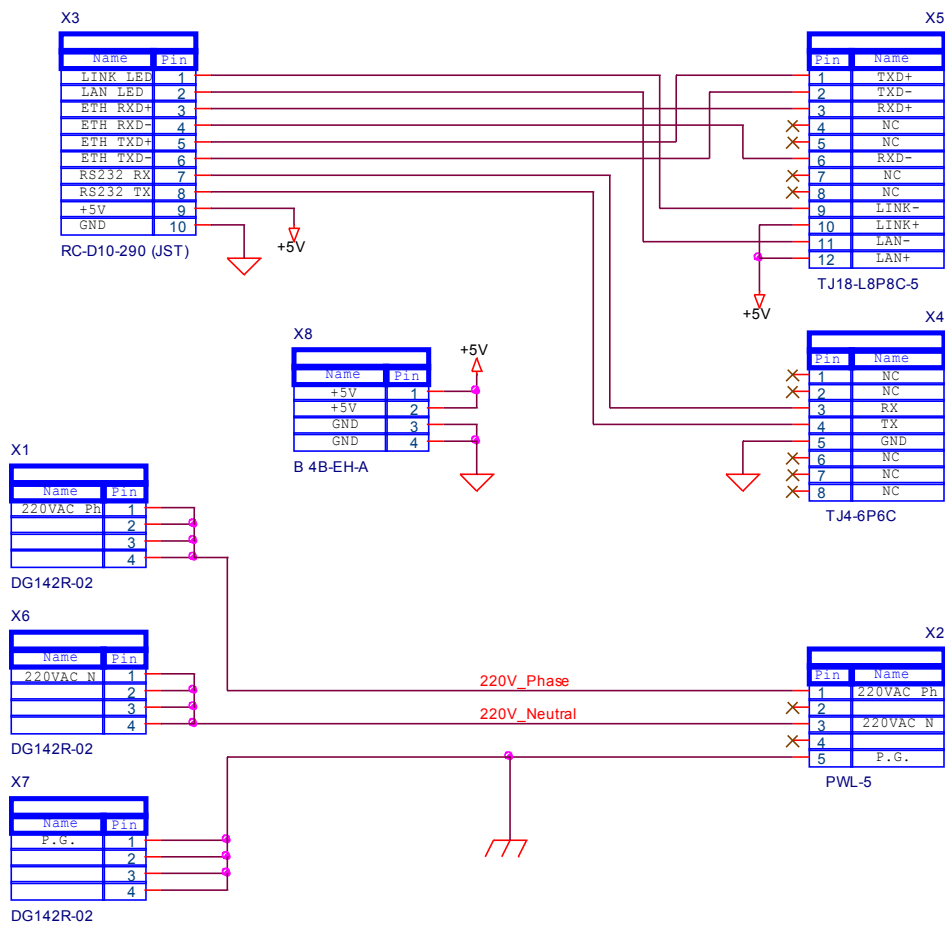 X3
Name Pin
LINK LED 1
LAN LED 2
ETH RXD+ 3
ETH RXD- 4
ETH TXD+ 5
ETH TXD- 6
RS232 RX 7
RS232 TX 8
+5V 9
GND 10
RC-D10-290 (JST)
+5V
X5
Pin Name
1 TXD+
2 TXD-
3 RXD+
4 NC
5 NC
6 RXD-
7 NC
8 NC
9 LINK-
10 LINK+
11 LAN-
12 LAN+
TJ18-L8P8C-5
+5V
X8
Name Pin
+5V 1
+5V 2
GND 3
GND 4
B 4B-EH-A
+5V
X4
Pin Name
1 NC
2 NC
3 RX
4 TX
5 GND
6 NC
7 NC
8 NC
TJ4-6P6C
X1
Name Pin
220VAC Ph 1
2
3
4
DG142R-02
X6
Name Pin
220VAC N 1
2
3
4
DG142R-02
220V_Phase
220V_Neutral
X2
Pin Name
1 220VAC Ph
2
3 220VAC N
4
5 P.G.
PWL-5
X7
Name Pin
P.G. 1
2
3
4
DG142R-02